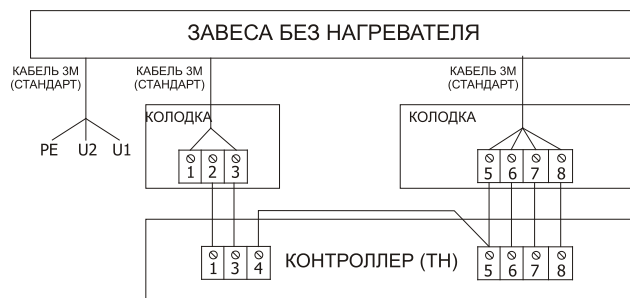 ЗАВЕСА БЕЗ НАГРЕВАТЕЛЯ
КАБЕЛЬ 3М
(СТАНДАРТ)
КАБЕЛЬ 3М
(СТАНДАРТ)
КАБЕЛЬ 3М
(СТАНДАРТ)
PE U2 U1
КОЛОДКА
1 2 3
КОЛОДКА
5 6 7 8
1 3 4
КОНТРОЛЛЕР (ТН)
5 6 7 8